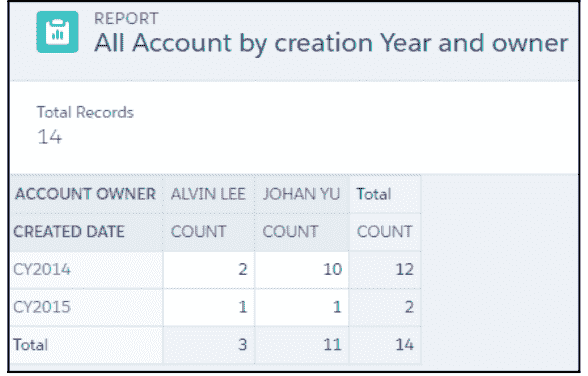 REPORT
All Account by creation Year and owner
Total Records
14
ACCOUNT OWNER ALVIN LEE JOHAN YU Total
CREATED DATE COUNT COUNT COUNT
CY2014 2 10 12
CY2015 1 1 2
Total 3 11 14